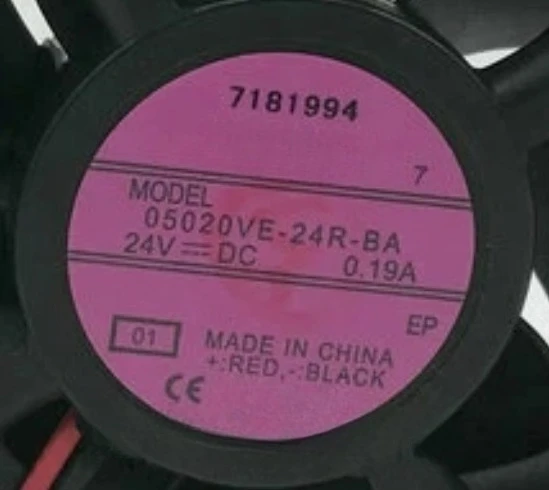 7181994
7
MODEL
05020VE-24R-BA
24V ⎓ DC 0.19A
EP
01 MADE IN CHINA
+:RED,-:BLACK
CE